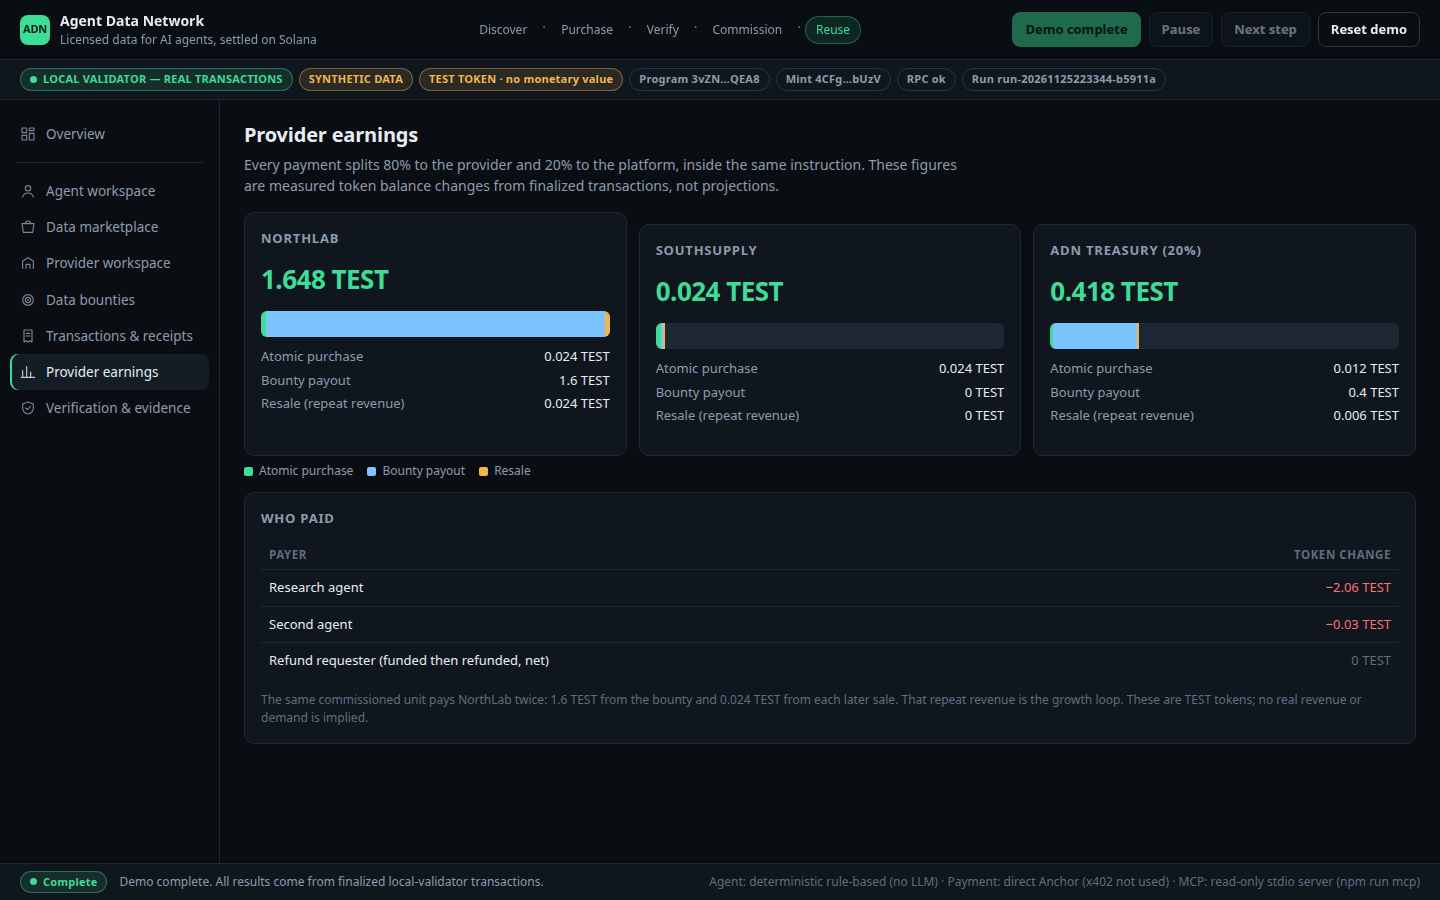 ADN
Agent Data Network
Licensed data for AI agents, settled on Solana
Discover · Purchase · Verify · Commission · Reuse
Demo complete
Pause
Next step
Reset demo
LOCAL VALIDATOR — REAL TRANSACTIONS
SYNTHETIC DATA
TEST TOKEN · no monetary value
Program 3vZN…QEA8
Mint 4CFg…bUzV
RPC ok
Run run-20261125223344-b5911a
Overview
Agent workspace
Data marketplace
Provider workspace
Data bounties
Transactions & receipts
Provider earnings
Verification & evidence
Provider earnings
Every payment splits 80% to the provider and 20% to the platform, inside the same instruction. These figures
are measured token balance changes from finalized transactions, not projections.
NORTHLAB
1.648 TEST
Atomic purchase 0.024 TEST
Bounty payout 1.6 TEST
Resale (repeat revenue) 0.024 TEST
SOUTHSUPPLY
0.024 TEST
Atomic purchase 0.024 TEST
Bounty payout 0 TEST
Resale (repeat revenue) 0 TEST
ADN TREASURY (20%)
0.418 TEST
Atomic purchase 0.012 TEST
Bounty payout 0.4 TEST
Resale (repeat revenue) 0.006 TEST
Atomic purchase Bounty payout Resale
WHO PAID
PAYER TOKEN CHANGE
Research agent −2.06 TEST
Second agent −0.03 TEST
Refund requester (funded then refunded, net) 0 TEST
The same commissioned unit pays NorthLab twice: 1.6 TEST from the bounty and 0.024 TEST from each later sale. That repeat revenue is the growth loop. These are TEST tokens; no real revenue or
demand is implied.
Complete
Demo complete. All results come from finalized local-validator transactions.
Agent: deterministic rule-based (no LLM) · Payment: direct Anchor (x402 not used) · MCP: read-only stdio server (npm run mcp)